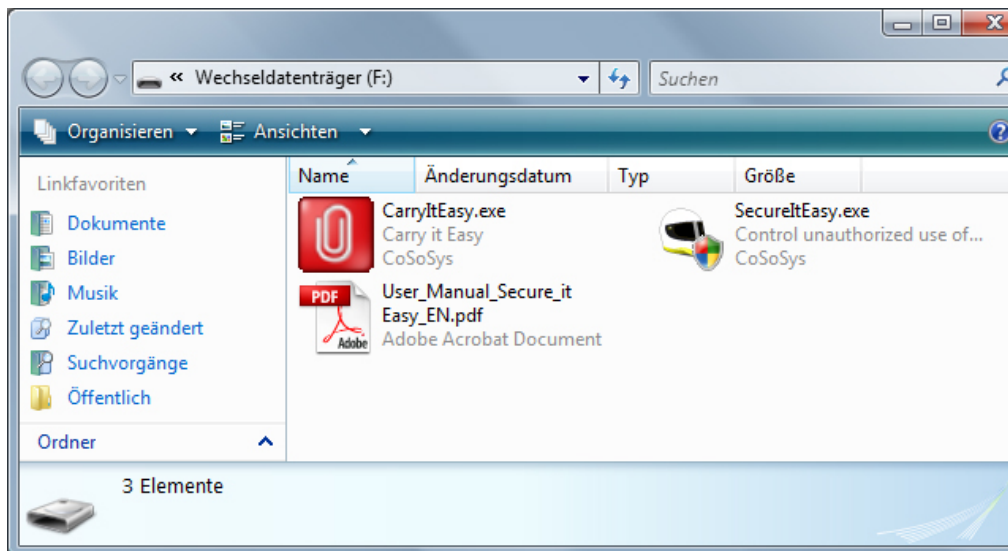 « Wechseldatenträger (F:)
Suchen
Organisieren Ansichten
Linkfavoriten
Dokumente
Bilder
Musik
Zuletzt geändert
Suchvorgänge
Öffentlich
Ordner
Name Änderungsdatum Typ Größe
CarryItEasy.exe
Carry it Easy
CoSoSys
SecureItEasy.exe
Control unauthorized use of...
CoSoSys
PDF
Adobe
User_Manual_Secure_it
Easy_EN.pdf
Adobe Acrobat Document
3 Elemente